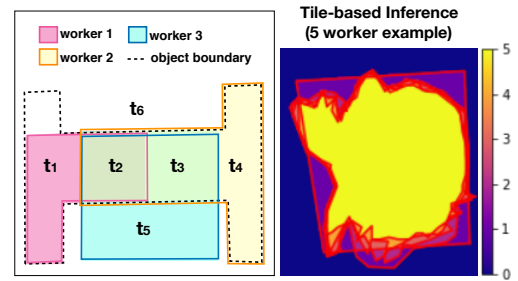 worker 1
worker 3
worker 2
object boundary
t6
t1
t2
t3
t4
t5
Tile-based Inference
(5 worker example)
5
4
3
2
1
0